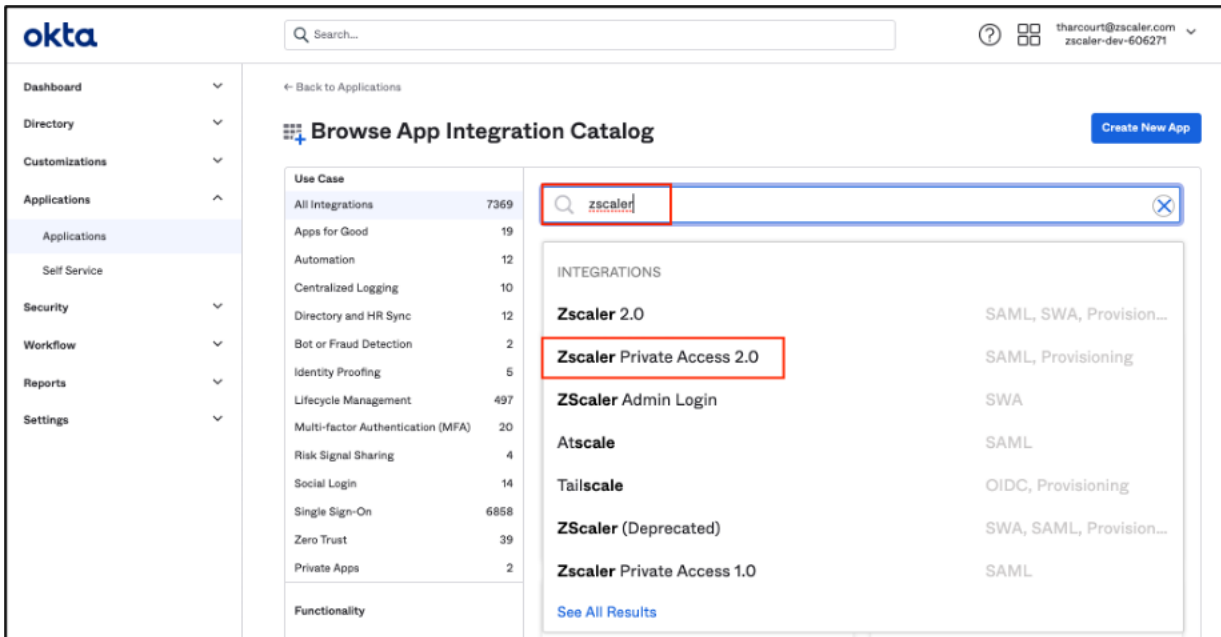 okta
Search...
tharcourt@zscaler.com
zscaler-dev-606271
Dashboard
Directory
Customizations
Applications
Applications
Self Service
Security
Workflow
Reports
Settings
← Back to Applications
Browse App Integration Catalog
Create New App
Use Case
All Integrations 7369
Apps for Good 19
Automation 12
Centralized Logging 10
Directory and HR Sync 12
Bot or Fraud Detection 2
Identity Proofing 5
Lifecycle Management 497
Multi-factor Authentication (MFA) 20
Risk Signal Sharing 4
Social Login 14
Single Sign-On 6858
Zero Trust 39
Private Apps 2
Functionality
zscaler
INTEGRATIONS
Zscaler 2.0 SAML, SWA, Provision...
Zscaler Private Access 2.0 SAML, Provisioning
ZScaler Admin Login SWA
Atscale SAML
Tailscale OIDC, Provisioning
ZScaler (Deprecated) SWA, SAML, Provision...
Zscaler Private Access 1.0 SAML
See All Results